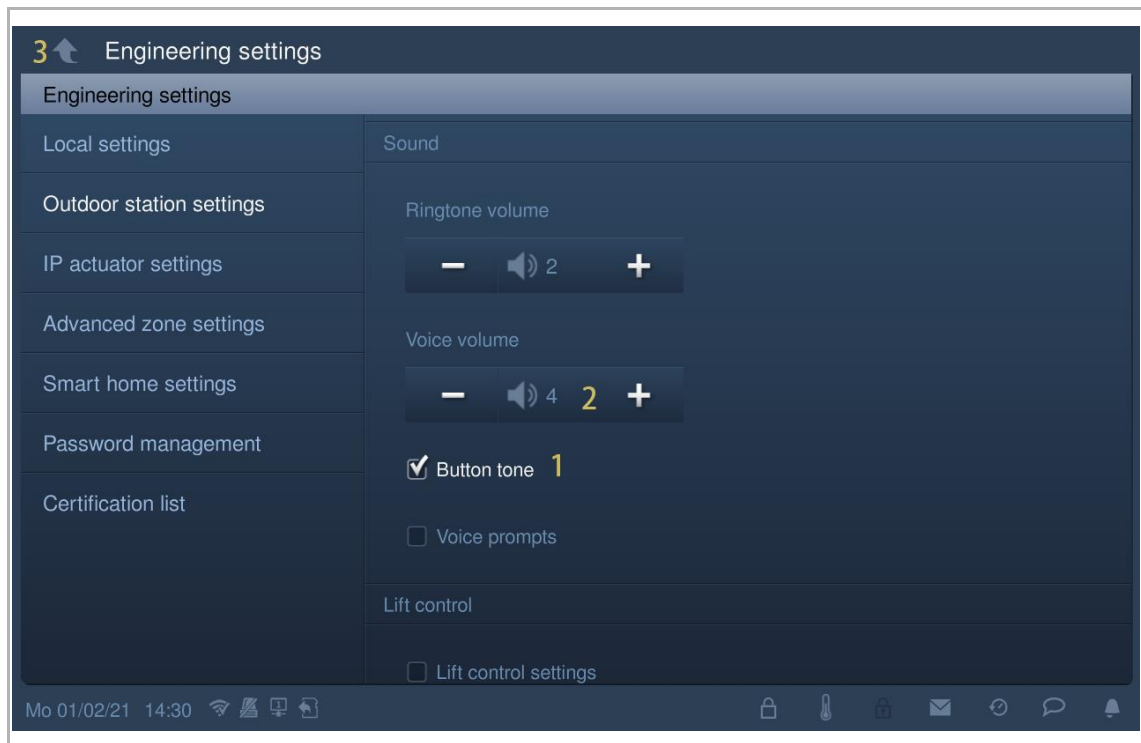 3 Engineering settings
Engineering settings
Local settings
Outdoor station settings
IP actuator settings
Advanced zone settings
Smart home settings
Password management
Certification list
Sound
Ringtone volume
− 2 +
Voice volume
− 4 2 +
Button tone 1
Voice prompts
Lift control
Lift control settings
Mo 01/02/21 14:30